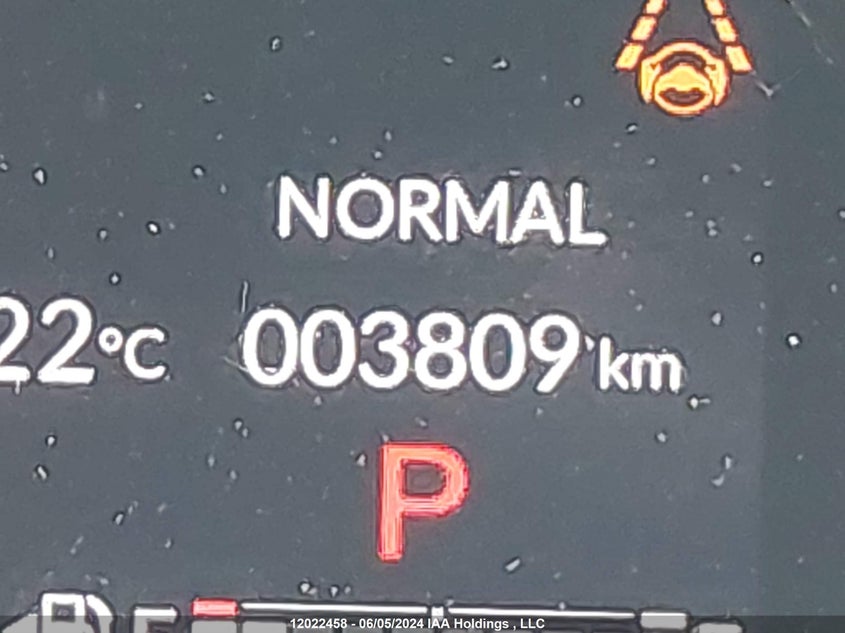 NORMAL
22°C 003809 km
P
E
12022458 - 06/05/2024 IAA Holdings , LLC